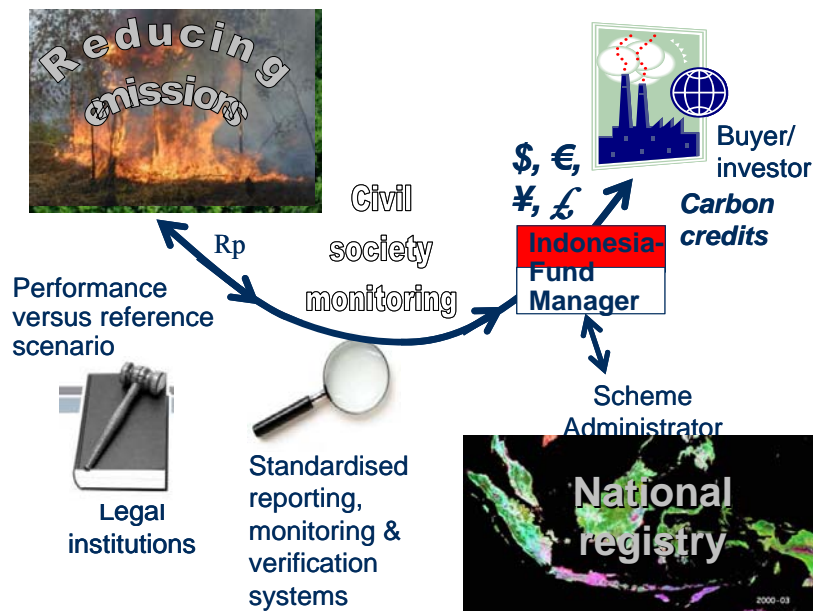 Reducing
emissions
Buyer/
investor
$, €,
¥, £
Carbon
credits
Civil
society
monitoring
Rp
Indonesia-
Fund
Manager
Performance
versus reference
scenario
Scheme
Administrator
Legal
institutions
Standardised
reporting,
monitoring &
verification
systems
National
registry
2000-03